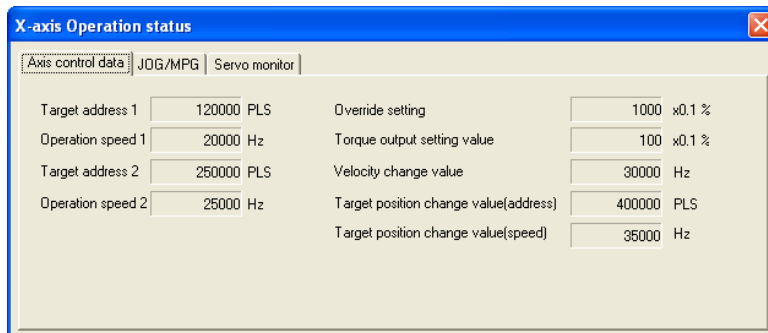 X-axis Operation status
Axis control data JOG/MPG Servo monitor
Target address 1 120000 PLS Override setting 1000 x0.1 %
Operation speed 1 20000 Hz Torque output setting value 100 x0.1 %
Target address 2 250000 PLS Velocity change value 30000 Hz
Operation speed 2 25000 Hz Target position change value(address) 400000 PLS
Target position change value(speed) 35000 Hz